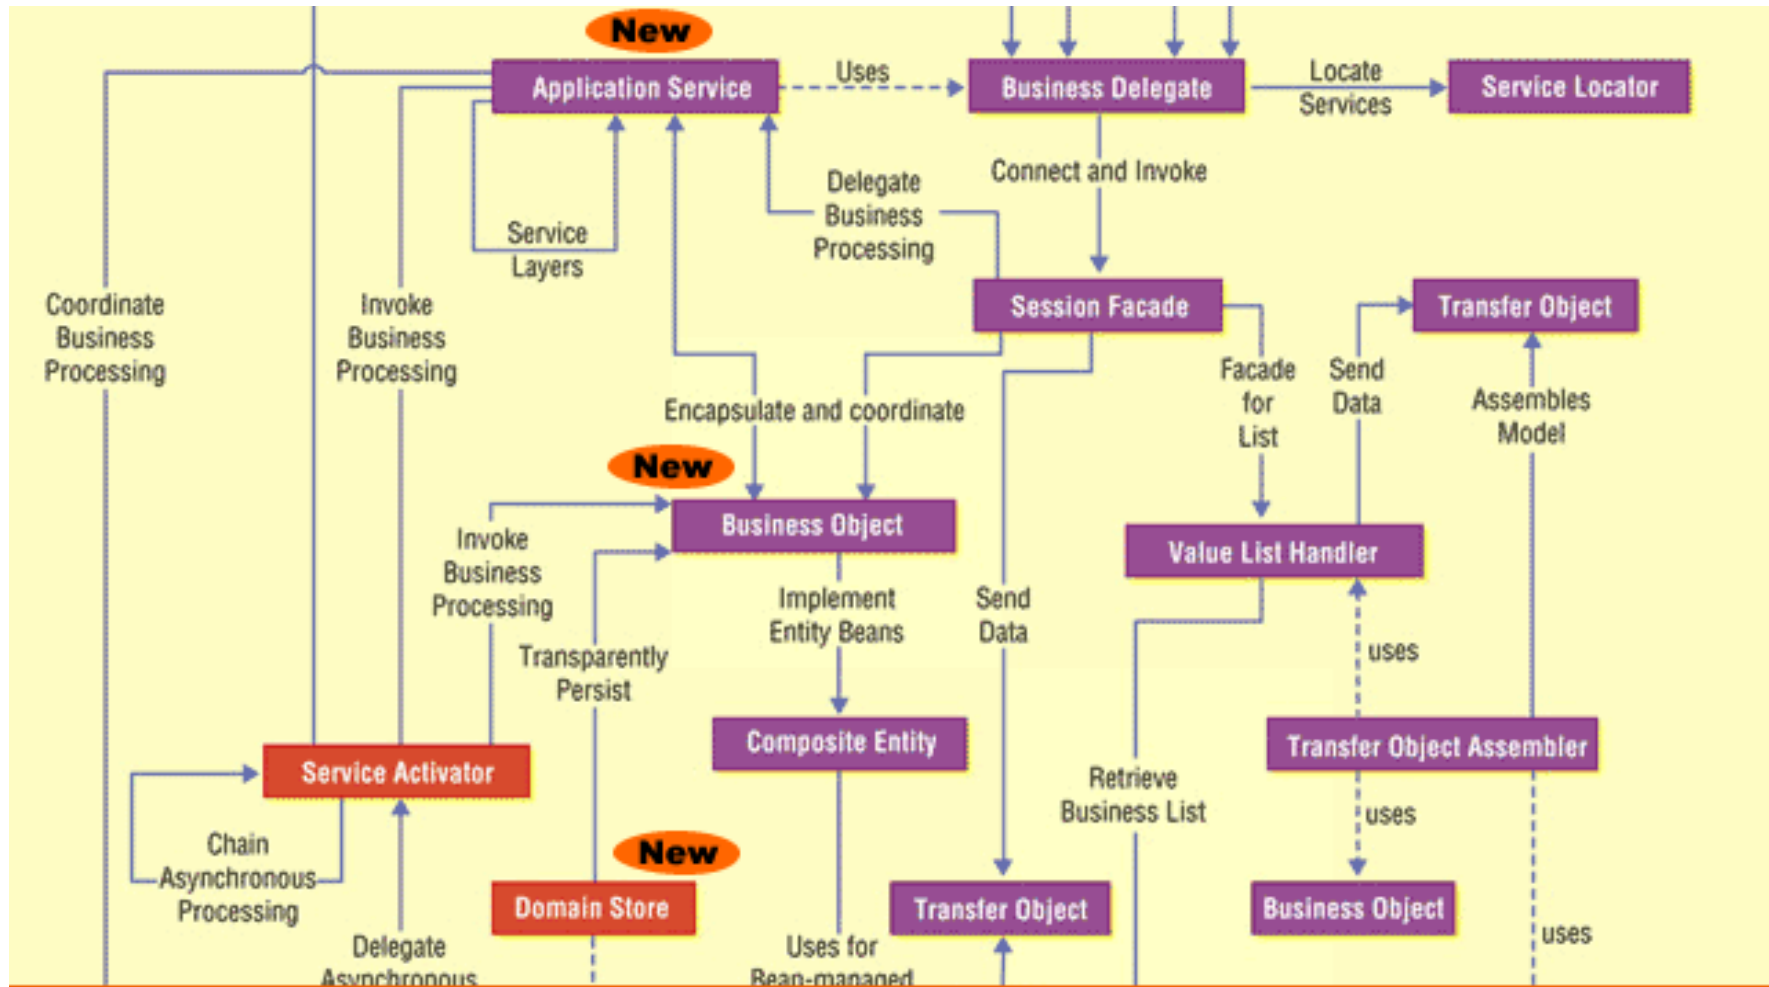 New
Application Service
Uses
Business Delegate
Locate
Services
Service Locator
Connect and Invoke
Delegate
Business
Processing
Service
Layers
Coordinate
Business
Processing
Invoke
Business
Processing
Session Facade
Transfer Object
Facade
for
List
Send
Data
Assembles
Model
Encapsulate and coordinate
New
Business Object
Invoke
Business
Processing
Value List Handler
Implement
Entity Beans
Send
Data
uses
Transparently
Persist
Composite Entity
Transfer Object Assembler
Service Activator
Retrieve
Business List
uses
Chain
Asynchronous
Processing
New
Domain Store
Transfer Object
Business Object
uses
Delegate
Asynchronous
Uses for
Bean-managed